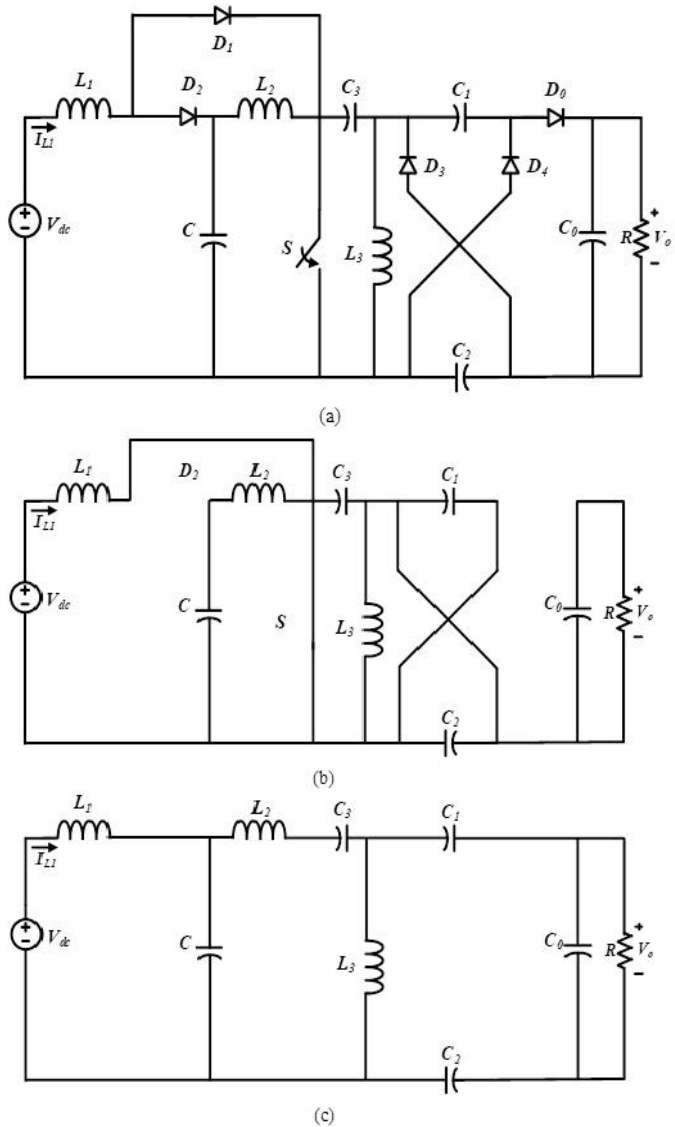 D1
L1 D2 L2 C3 C1 D0
IL1 D3 D4
Vdc C S L3 C0 R + Vo −
C2
(a)
L1 D2 L2 C3 C1
IL1
Vdc C S L3 C0 R + Vo −
C2
(b)
L1 L2 C3 C1
IL1
Vdc C L3 C0 R + Vo −
C2
(c)